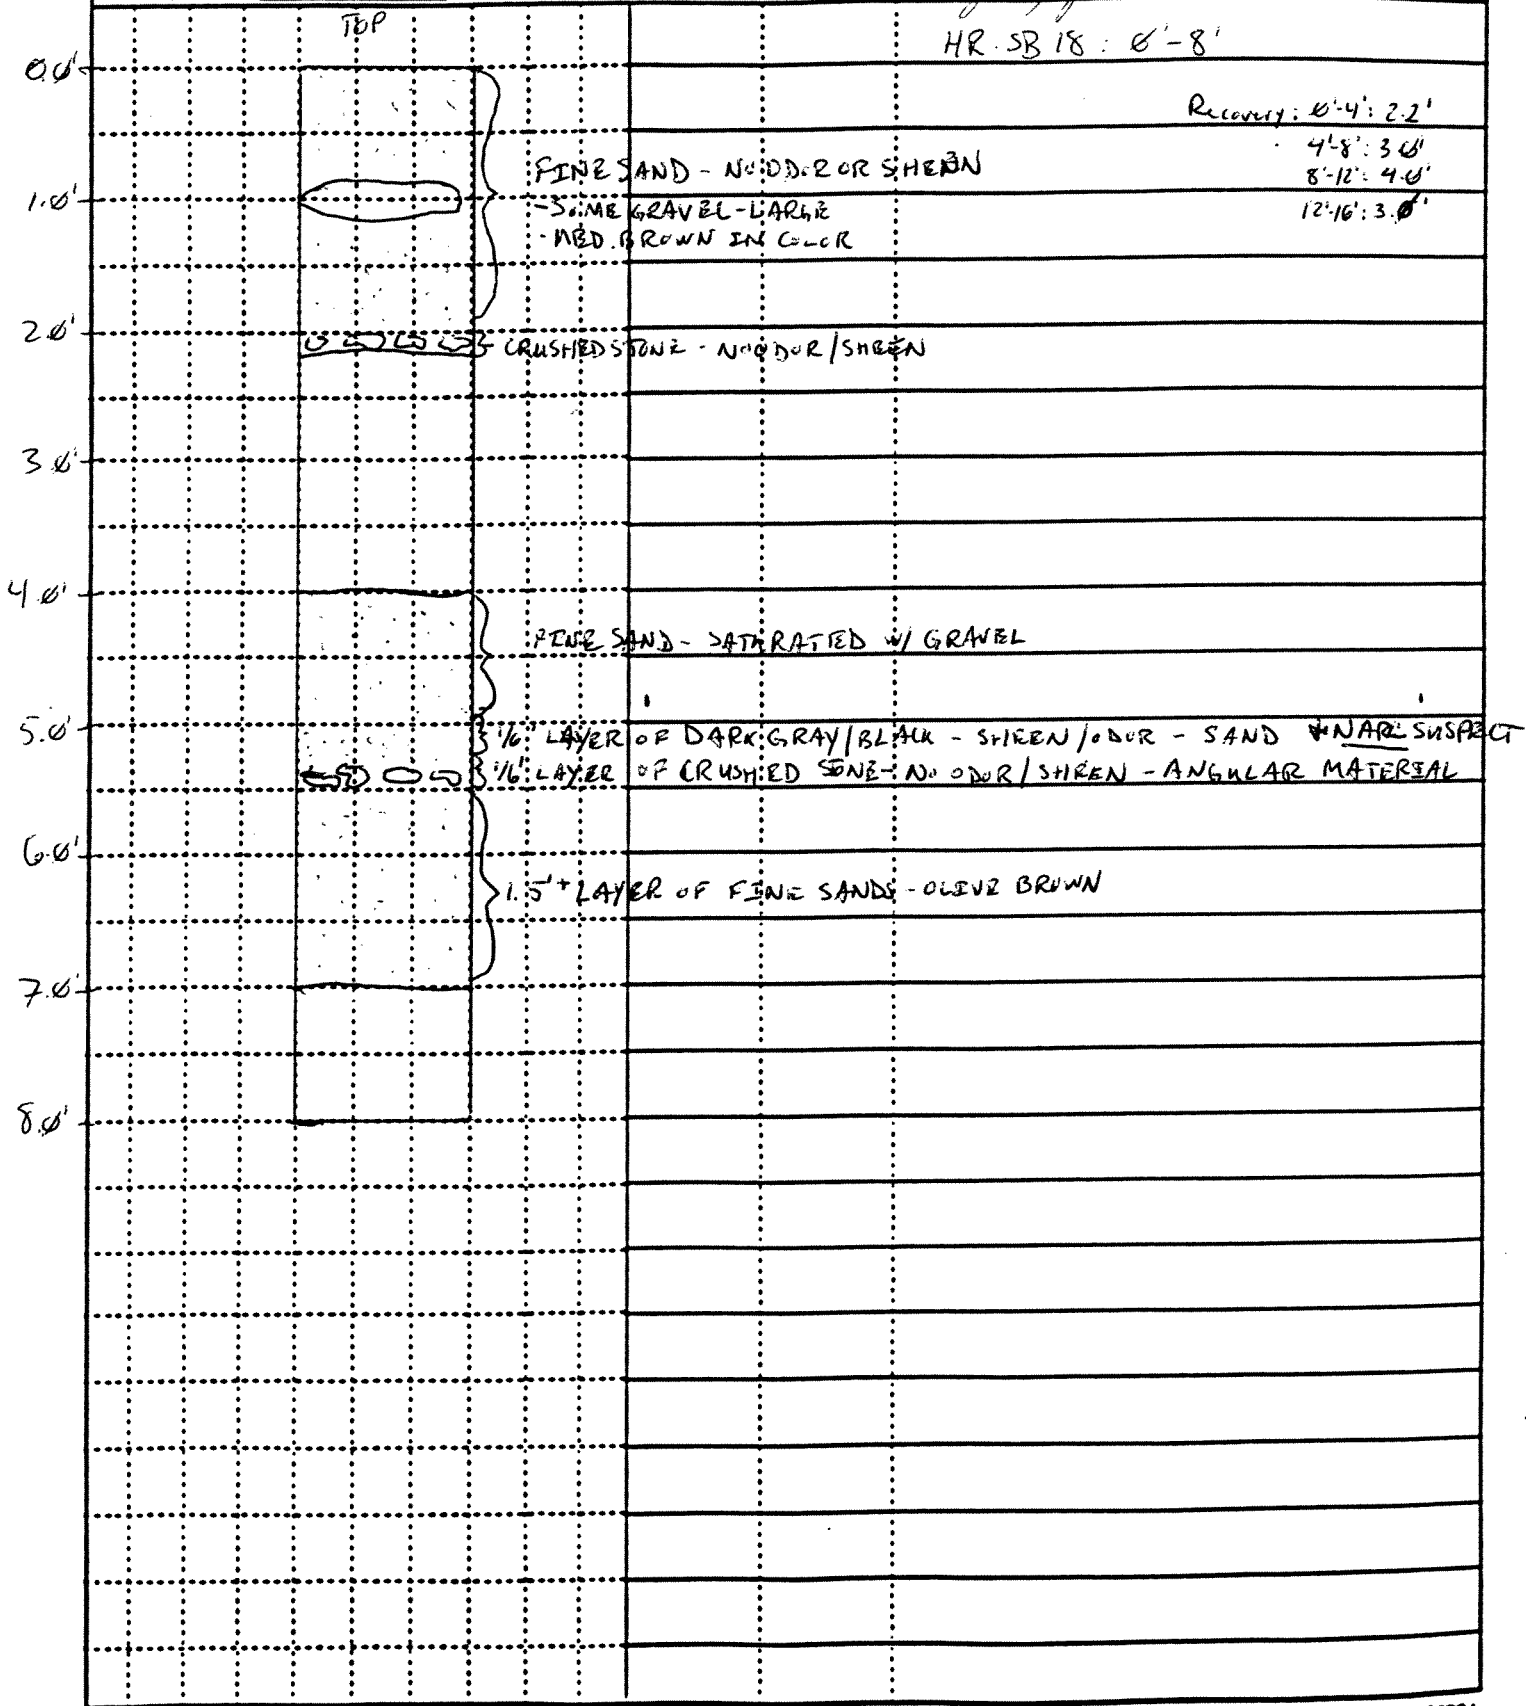 TOP
HR-SB18: 0'-8'
0.0'
Recovery: 0'-4': 2.2'
4'-8': 3.0'
8'-12': 4.0'
12'-16': 3.0'
FINE SAND - NO ODOR OR SHEEN
1.0'
-SOME GRAVEL-LARGE
-MED. BROWN IN COLOR
2.0'
CRUSHED STONE - NO ODOR/SHEEN
3.0'
4.0'
FINE SAND - SATURATED W/ GRAVEL
5.0'
1/6' LAYER OF DARK GRAY/BLACK - SHEEN/ODOR - SAND *NAPL SUSPECT
1/6' LAYER OF CRUSHED SONE- NO ODOR/SHEEN - ANGULAR MATERIAL
6.0'
1.5'+ LAYER OF FINE SANDS - OLIVE BROWN
7.0'
8.0'